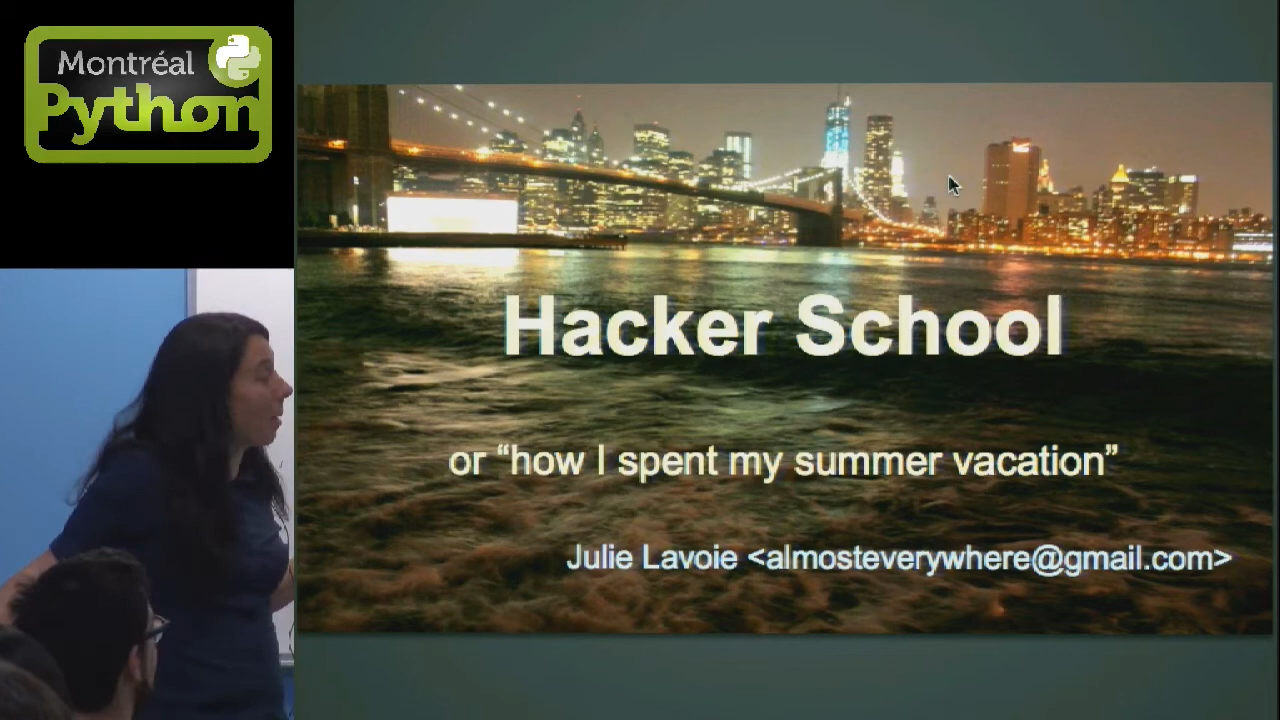 Montréal
Python
Hacker School
or “how I spent my summer vacation”
Julie Lavoie <almosteverywhere@gmail.com>